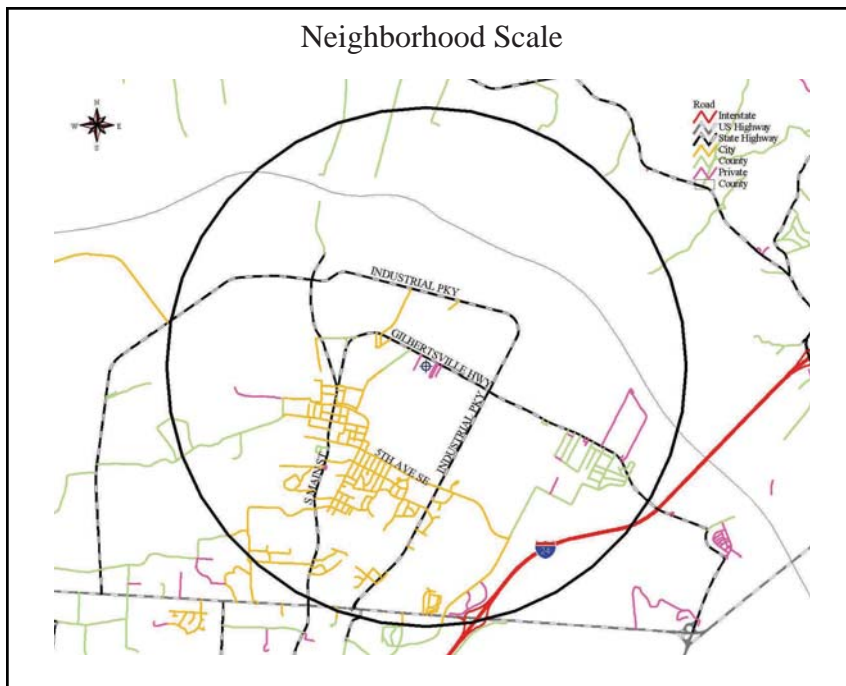 Neighborhood Scale
N
W E
S
Road
Interstate
US Highway
State Highway
City
County
Private
County
INDUSTRIAL PKY
GILBERTSVILLE HWY
INDUSTRIAL PKY
5TH AVE SE
S MAIN ST
24